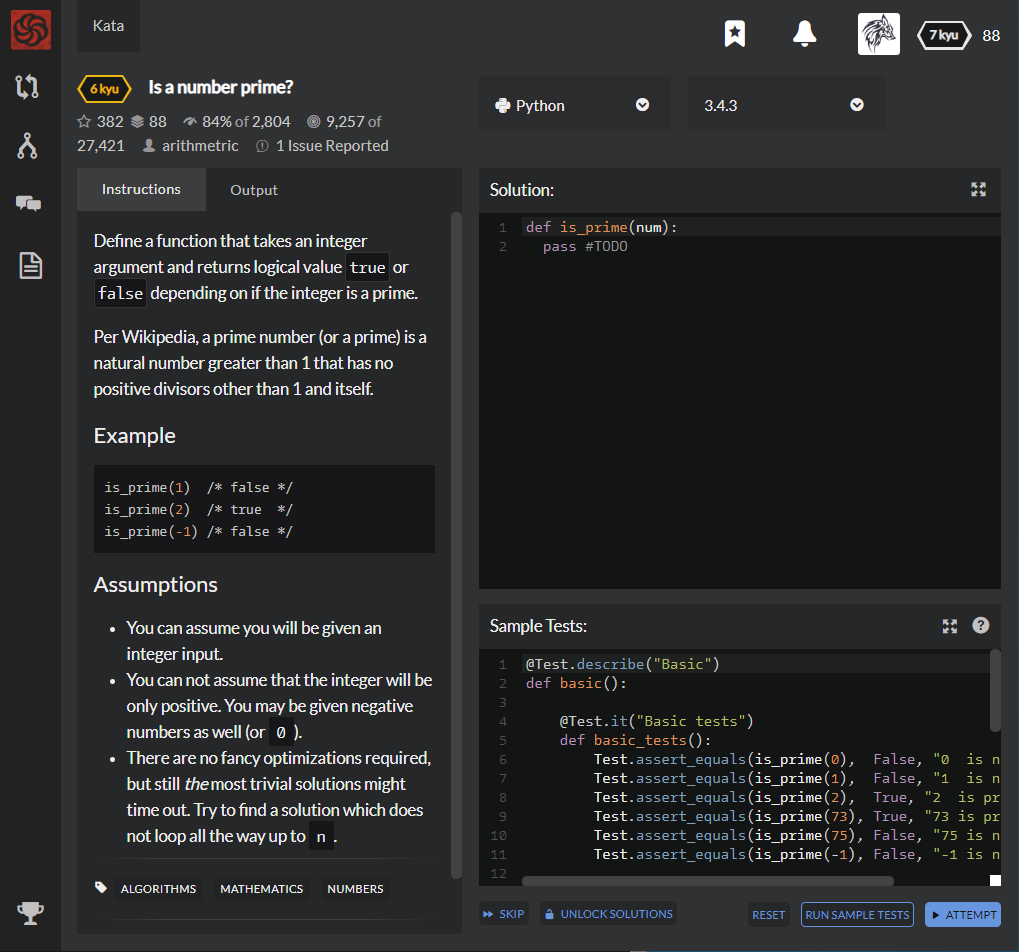 Kata
7 kyu 88
6 kyu Is a number prime?
382 88 84% of 2,804 9,257 of
27,421 arithmetric 1 Issue Reported
Python
3.4.3
Instructions
Output
Define a function that takes an integer
argument and returns logical value true or
false depending on if the integer is a prime.
Per Wikipedia, a prime number (or a prime) is a
natural number greater than 1 that has no
positive divisors other than 1 and itself.
Example
is_prime(1)  /* false */
is_prime(2)  /* true  */
is_prime(-1) /* false */
Assumptions
• You can assume you will be given an
integer input.
• You can not assume that the integer will be
only positive. You may be given negative
numbers as well (or 0 ).
• There are no fancy optimizations required,
but still the most trivial solutions might
time out. Try to find a solution which does
not loop all the way up to n .
ALGORITHMS MATHEMATICS NUMBERS
Solution:
1 def is_prime(num):
2   pass #TODO
Sample Tests:
1 @Test.describe("Basic")
2 def basic():
3
4     @Test.it("Basic tests")
5     def basic_tests():
6         Test.assert_equals(is_prime(0),  False, "0  is n
7         Test.assert_equals(is_prime(1),  False, "1  is n
8         Test.assert_equals(is_prime(2),  True, "2  is pr
9         Test.assert_equals(is_prime(73), True, "73 is pr
10         Test.assert_equals(is_prime(75), False, "75 is n
11         Test.assert_equals(is_prime(-1), False, "-1 is n
12
SKIP
UNLOCK SOLUTIONS
RESET
RUN SAMPLE TESTS
ATTEMPT